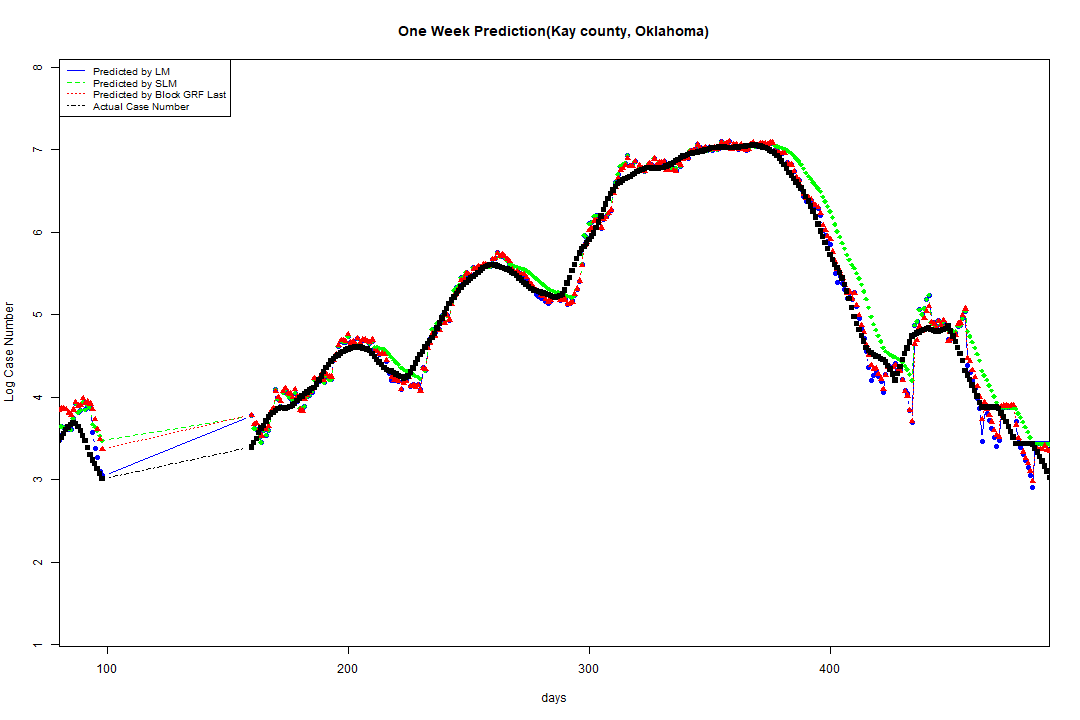 One Week Prediction(Kay county, Oklahoma)
Predicted by LM
Predicted by SLM
Predicted by Block GRF Last
Actual Case Number
8
7
6
5
4
3
2
1
Log Case Number
100 200 300 400
days